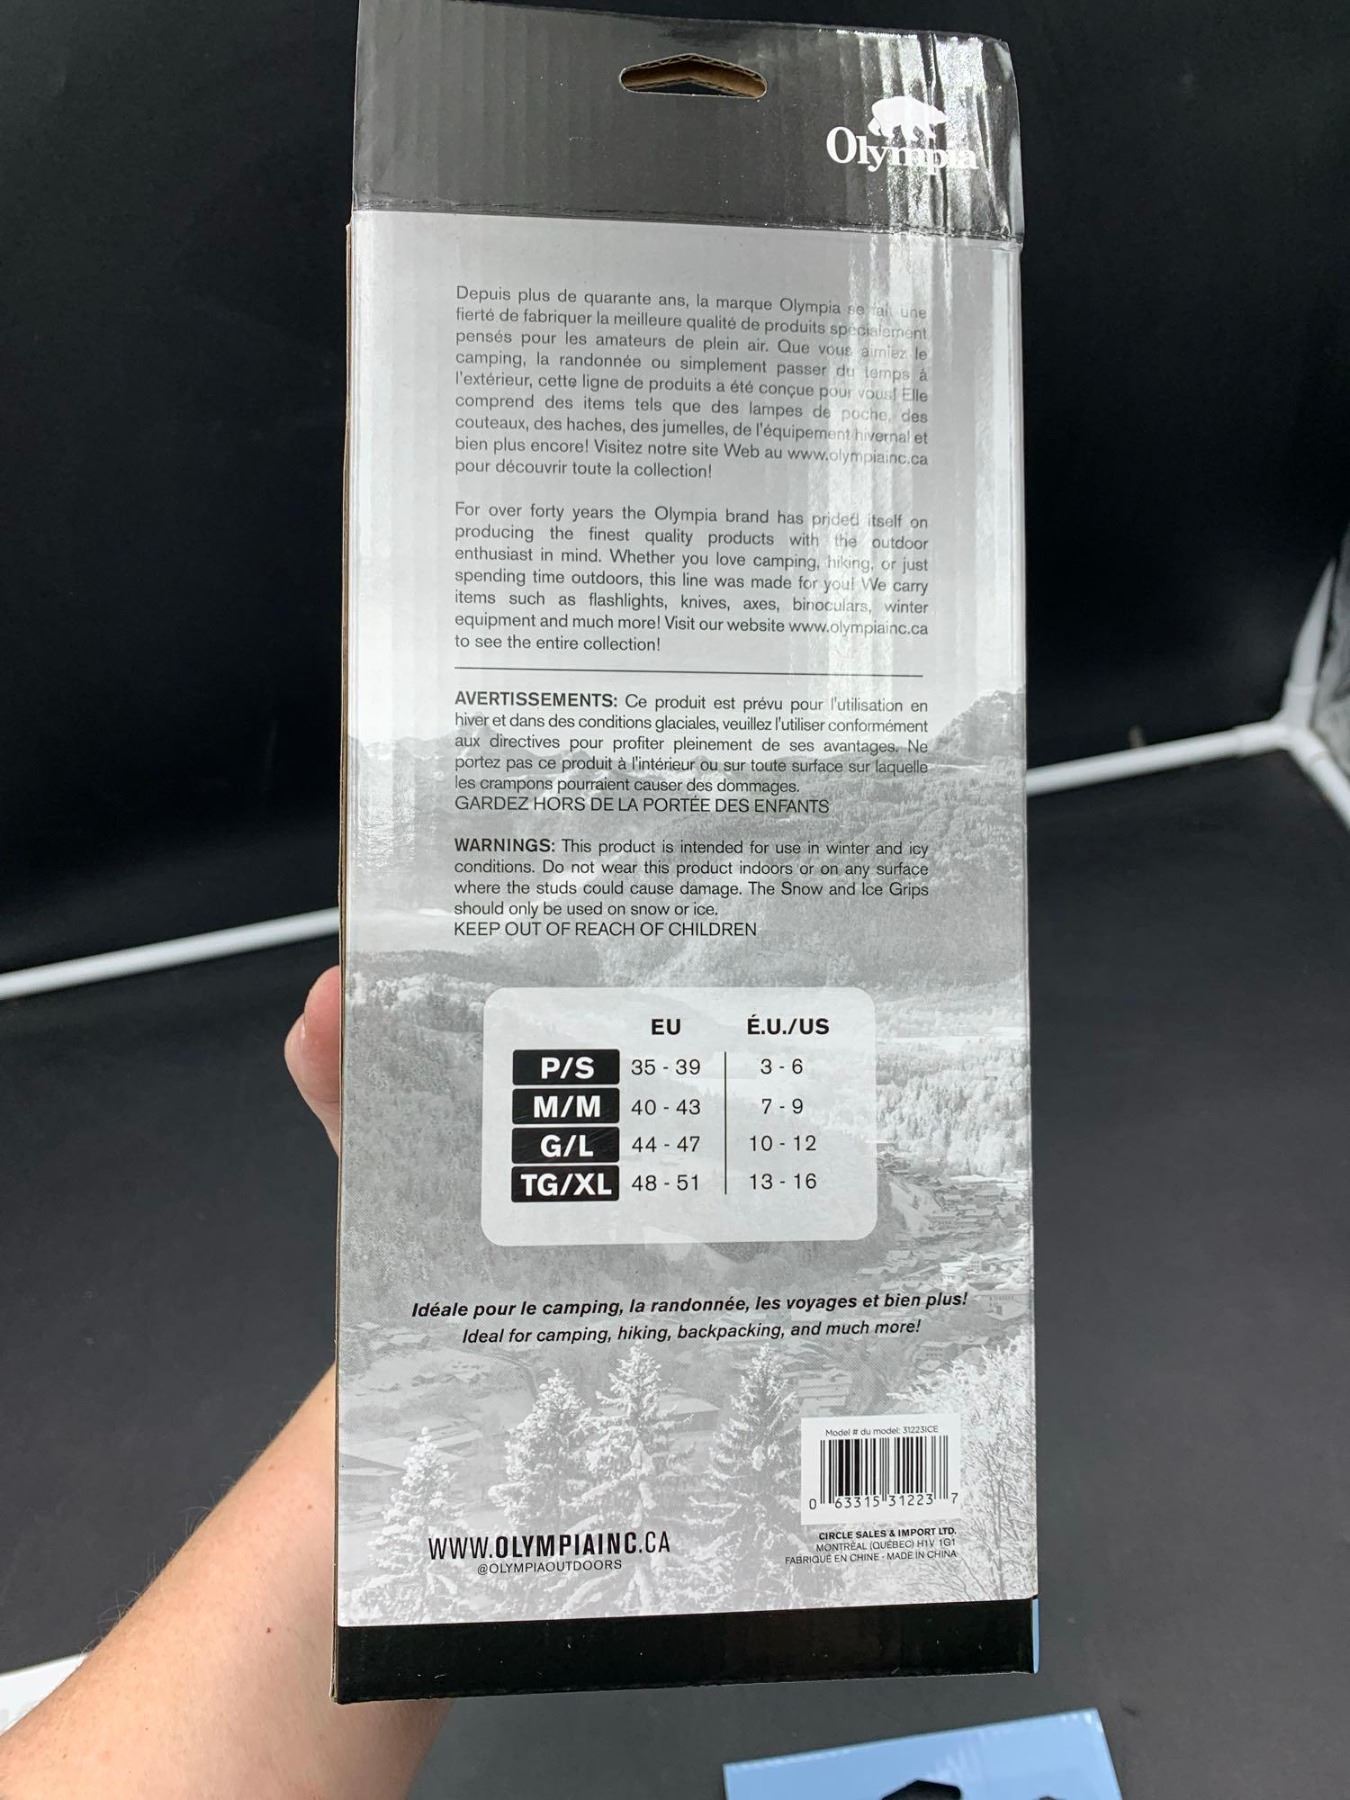 Olympia
Depuis plus de quarante ans, la marque Olympia se fait une
fierté de fabriquer la meilleure qualité de produits spécialement
pensés pour les amateurs de plein air. Que vous aimiez le
camping, la randonnée ou simplement passer du temps à
l'extérieur, cette ligne de produits a été conçue pour vous! Elle
comprend des items tels que des lampes de poche, des
couteaux, des haches, des jumelles, de l'équipement hivernal et
bien plus encore! Visitez notre site Web au www.olympiainc.ca
pour découvrir toute la collection!
For over forty years the Olympia brand has prided itself on
producing the finest quality products with the outdoor
enthusiast in mind. Whether you love camping, hiking, or just
spending time outdoors, this line was made for you! We carry
items such as flashlights, knives, axes, binoculars, winter
equipment and much more! Visit our website www.olympiainc.ca
to see the entire collection!
AVERTISSEMENTS: Ce produit est prévu pour l'utilisation en
hiver et dans des conditions glaciales, veuillez l'utiliser conformément
aux directives pour profiter pleinement de ses avantages. Ne
portez pas ce produit à l'intérieur ou sur toute surface sur laquelle
les crampons pourraient causer des dommages.
GARDEZ HORS DE LA PORTÉE DES ENFANTS
WARNINGS: This product is intended for use in winter and icy
conditions. Do not wear this product indoors or on any surface
where the studs could cause damage. The Snow and Ice Grips
should only be used on snow or ice.
KEEP OUT OF REACH OF CHILDREN
EU É.U./US
P/S 35 - 39 3 - 6
M/M 40 - 43 7 - 9
G/L 44 - 47 10 - 12
TG/XL 48 - 51 13 - 16
Idéale pour le camping, la randonnée, les voyages et bien plus!
Ideal for camping, hiking, backpacking, and much more!
Model # du model: 31223ICE
0 63315 31223 7
WWW.OLYMPIAINC.CA
@OLYMPIAOUTDOORS
CIRCLE SALES & IMPORT LTD.
MONTRÉAL (QUÉBEC) H1V 1G1
FABRIQUÉ EN CHINE - MADE IN CHINA